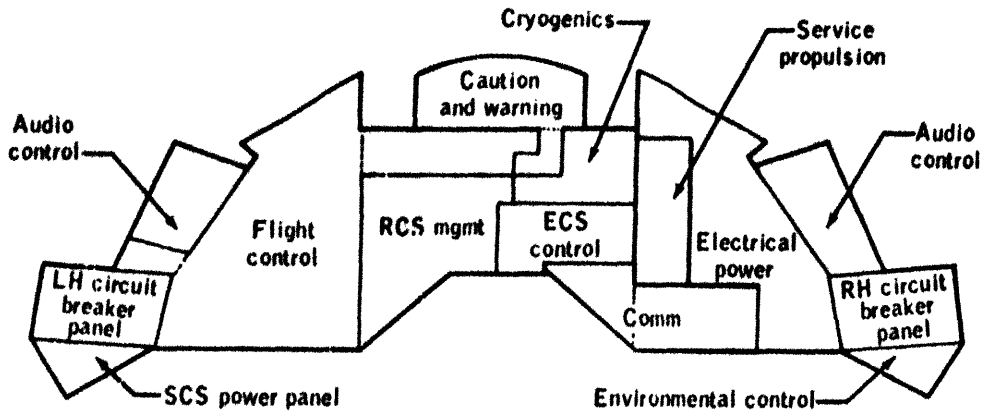 Cryogenics
Service
propulsion
Caution
and warning
Audio
control
Audio
control
Flight
control
RCS mgmt
ECS
control
Electrical
power
LH circuit
breaker
panel
RH circuit
breaker
panel
Comm
SCS power panel
Environmental control